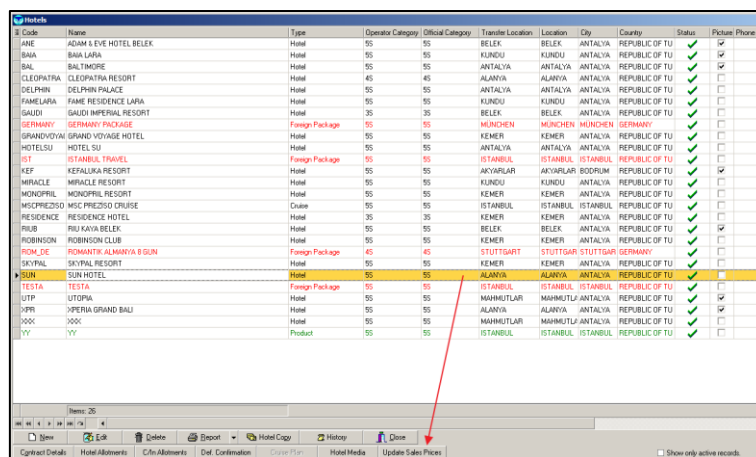 Hotels
Code Name Type Operator Category Official Category Transfer Location Location City Country Status Picture Phone
ANE ADAM & EVE HOTEL BELEK Hotel 5S 5S BELEK BELEK ANTALYA REPUBLIC OF TU
BAIA BAIA LARA Hotel 5S 5S KUNDU KUNDU ANTALYA REPUBLIC OF TU
BAL BALTIMORE Hotel 5S 5S ANTALYA ANTALYA ANTALYA REPUBLIC OF TU
CLEOPATRA CLEOPATRA RESORT Hotel 4S 4S ALANYA ALANYA ANTALYA REPUBLIC OF TU
DELPHIN DELPHIN PALACE Hotel 5S 5S ANTALYA ANTALYA ANTALYA REPUBLIC OF TU
FAMELARA FAME RESIDENCE LARA Hotel 5S 5S KUNDU KUNDU ANTALYA REPUBLIC OF TU
GAUDI GAUDI IMPERIAL RESORT Hotel 3S 3S BELEK BELEK ANTALYA REPUBLIC OF TU
GERMANY GERMANY PACKAGE Foreign Package 5S 5S MÜNCHEN MÜNCHEN MÜNCHEN GERMANY
GRANDVOYAG GRAND VOYAGE HOTEL Hotel 5S 5S KEMER KEMER ANTALYA REPUBLIC OF TU
HOTELSU HOTEL SU Hotel 5S 5S ANTALYA ANTALYA ANTALYA REPUBLIC OF TU
IST ISTANBUL TRAVEL Foreign Package 5S 5S ISTANBUL ISTANBUL ISTANBUL REPUBLIC OF TU
KEF KEFALUKA RESORT Hotel 5S 5S AKYARLAR AKYARLAR BODRUM REPUBLIC OF TU
MIRACLE MIRACLE RESORT Hotel 5S 5S KUNDU KUNDU ANTALYA REPUBLIC OF TU
MONOPRIL MONOPRIL RESORT Hotel 5S 5S KEMER KEMER ANTALYA REPUBLIC OF TU
MSCPREZISO MSC PREZISO CRUİSE Cruise 5S 5S ISTANBUL ISTANBUL ISTANBUL REPUBLIC OF TU
RESIDENCE RESIDENCE HOTEL Hotel 3S 3S KEMER KEMER ANTALYA REPUBLIC OF TU
RIUB RIU KAYA BELEK Hotel 5S 5S BELEK BELEK ANTALYA REPUBLIC OF TU
ROBINSON ROBINSON CLUB Hotel 5S 5S KEMER KEMER ANTALYA REPUBLIC OF TU
ROM_DE ROMANTIK ALMANYA 8 GUN Foreign Package 4S 4S STUTTGART STUTTGAR STUTTGAR GERMANY
SKYPAL SKYPAL RESORT Hotel 5S 5S KEMER KEMER ANTALYA REPUBLIC OF TU
SUN SUN HOTEL Hotel 5S 5S ALANYA ALANYA ANTALYA REPUBLIC OF TU
TESTA TESTA Foreign Package 5S 5S ISTANBUL ISTANBUL ISTANBUL REPUBLIC OF TU
UTP UTOPIA Hotel 5S 5S MAHMUTLAR MAHMUTLA ANTALYA REPUBLIC OF TU
XPR XPERIA GRAND BALI Hotel 5S 5S ALANYA ALANYA ANTALYA REPUBLIC OF TU
XXX XXX Hotel 5S 5S MAHMUTLAR MAHMUTLA ANTALYA REPUBLIC OF TU
YY YY Product 5S 5S ISTANBUL ISTANBUL ISTANBUL REPUBLIC OF TU
Items: 26
New Edit Delete Report Hotel Copy History Close
Contract Details Hotel Allotments C/In Allotments Def. Confirmation Cruise Plan Hotel Media Update Sales Prices Show only active records.